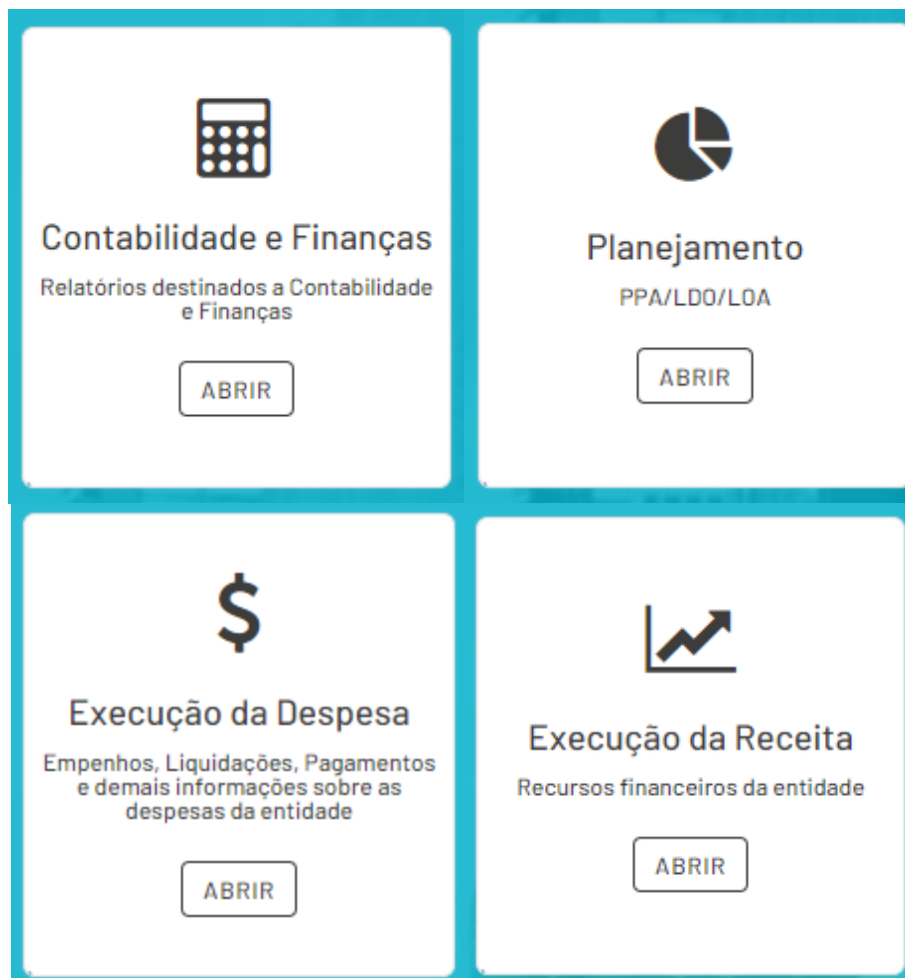 Contabilidade e Finanças
Relatórios destinados a Contabilidade
e Finanças
ABRIR
Planejamento
PPA/LDO/LOA
ABRIR
Execução da Despesa
Empenhos, Liquidações, Pagamentos
e demais informações sobre as
despesas da entidade
ABRIR
Execução da Receita
Recursos financeiros da entidade
ABRIR